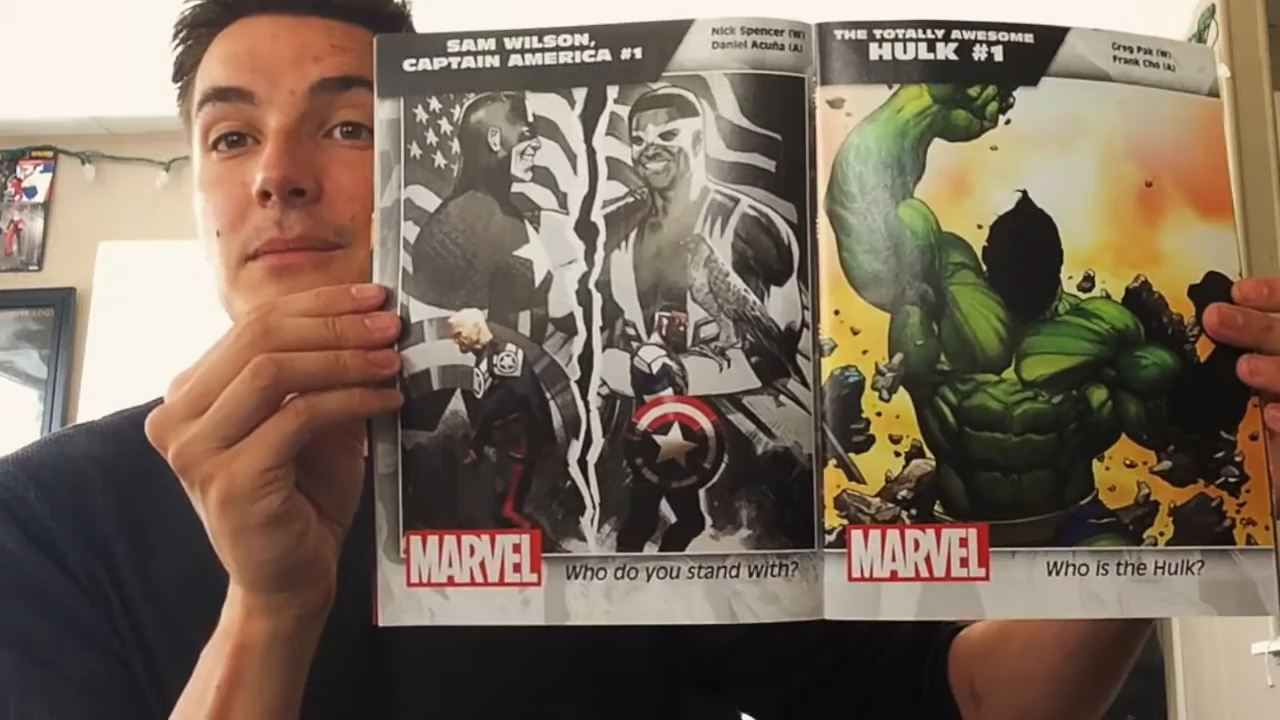 SAM WILSON,
CAPTAIN AMERICA #1
Nick Spencer (W)
Daniel Acuña (A)
MARVEL
Who do you stand with?
THE TOTALLY AWESOME
HULK #1
Greg Pak (W)
Frank Cho (A)
MARVEL
Who is the Hulk?